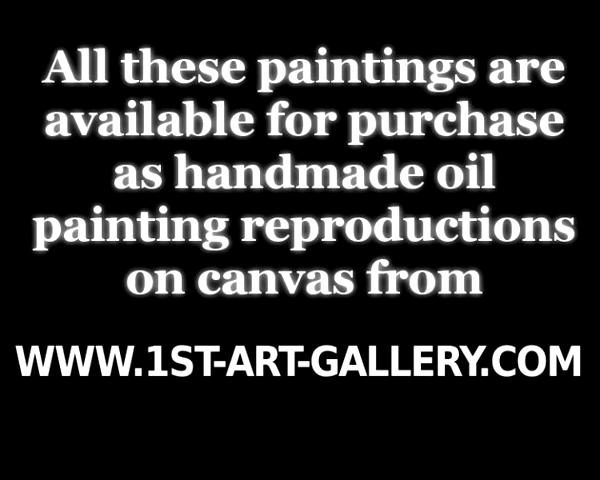 All these paintings are
available for purchase
as handmade oil
painting reproductions
on canvas from
WWW.1ST-ART-GALLERY.COM